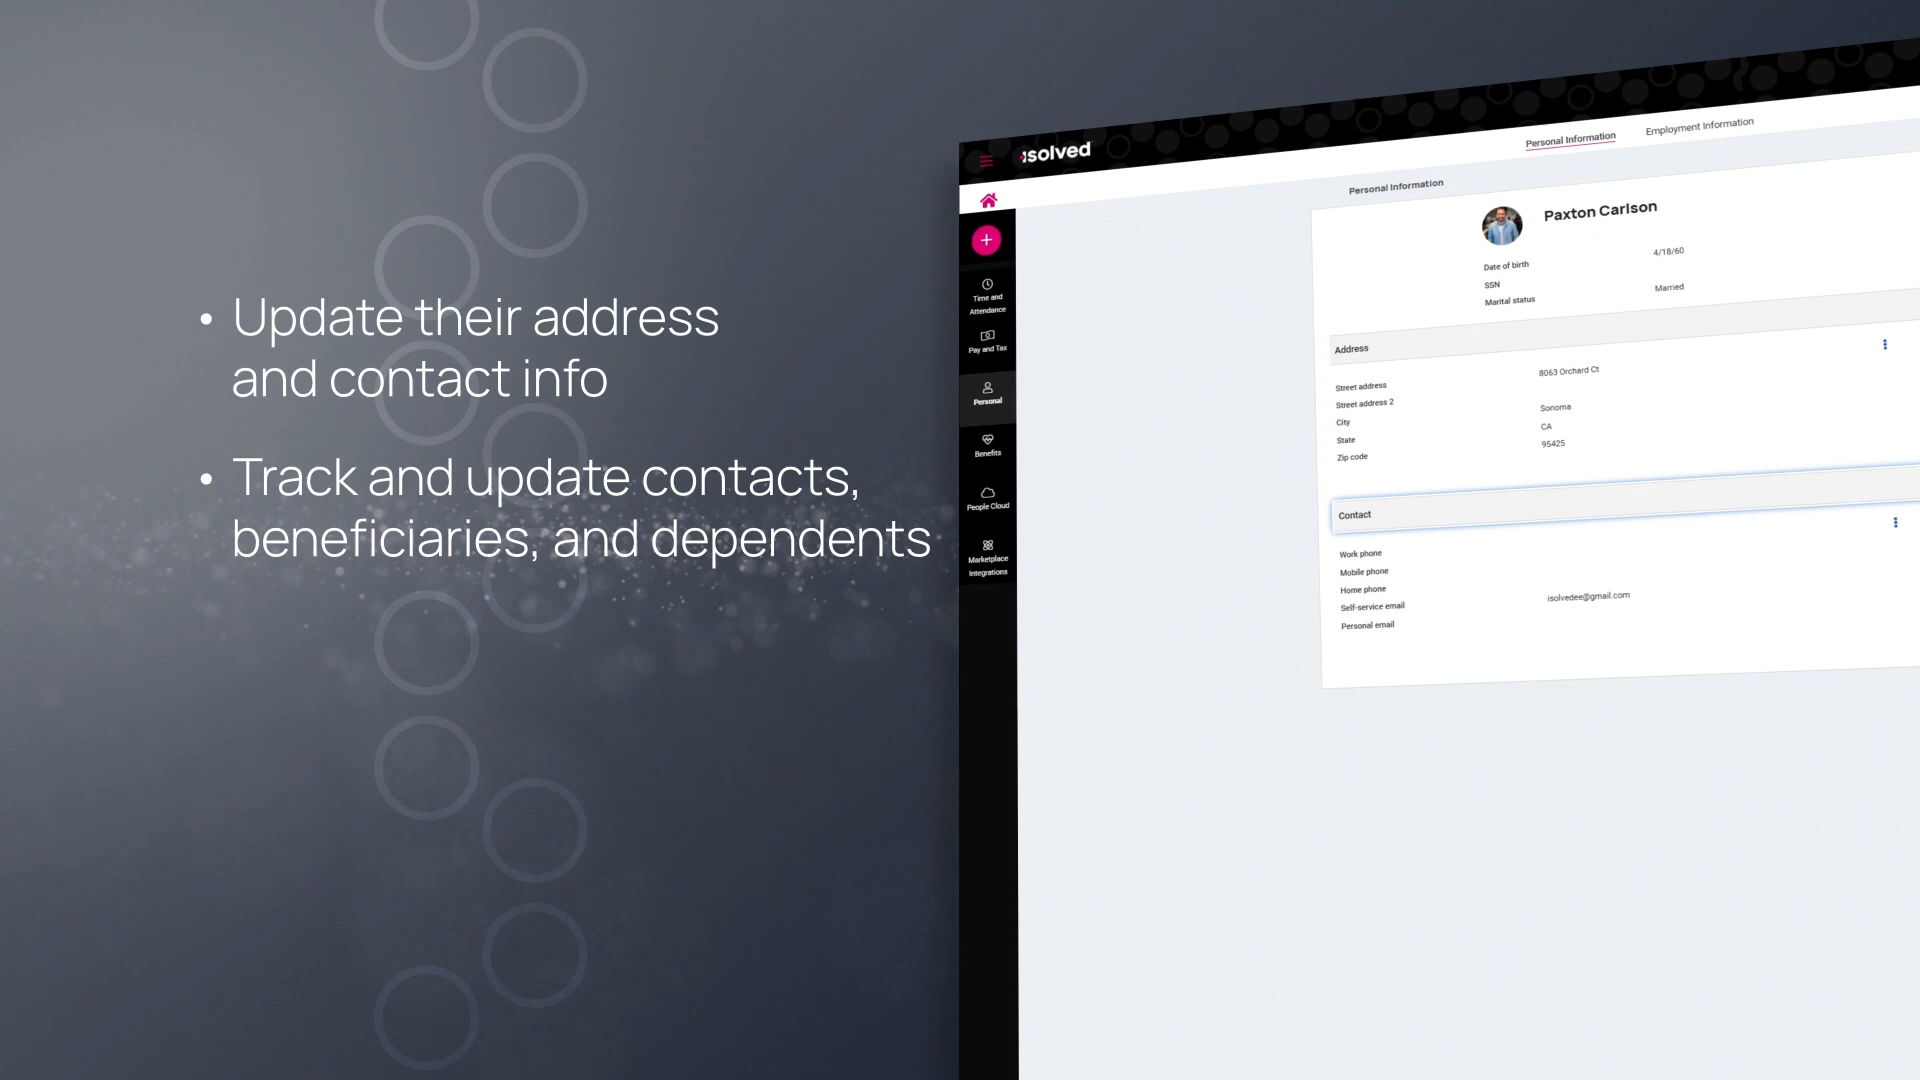 • Update their address
and contact info
• Track and update contacts,
beneficiaries, and dependents
isolved
Personal Information
Employment Information
Time and
Attendance
Pay and Tax
Personal
Benefits
People Cloud
Marketplace
Integrations
Personal Information
Paxton Carlson
Date of birth 4/18/60
SSN
Marital status Married
Address
Street address 8063 Orchard Ct
Street address 2
City Sonoma
State CA
Zip code 95425
Contact
Work phone
Mobile phone
Home phone
Self-service email isolvedee@gmail.com
Personal email